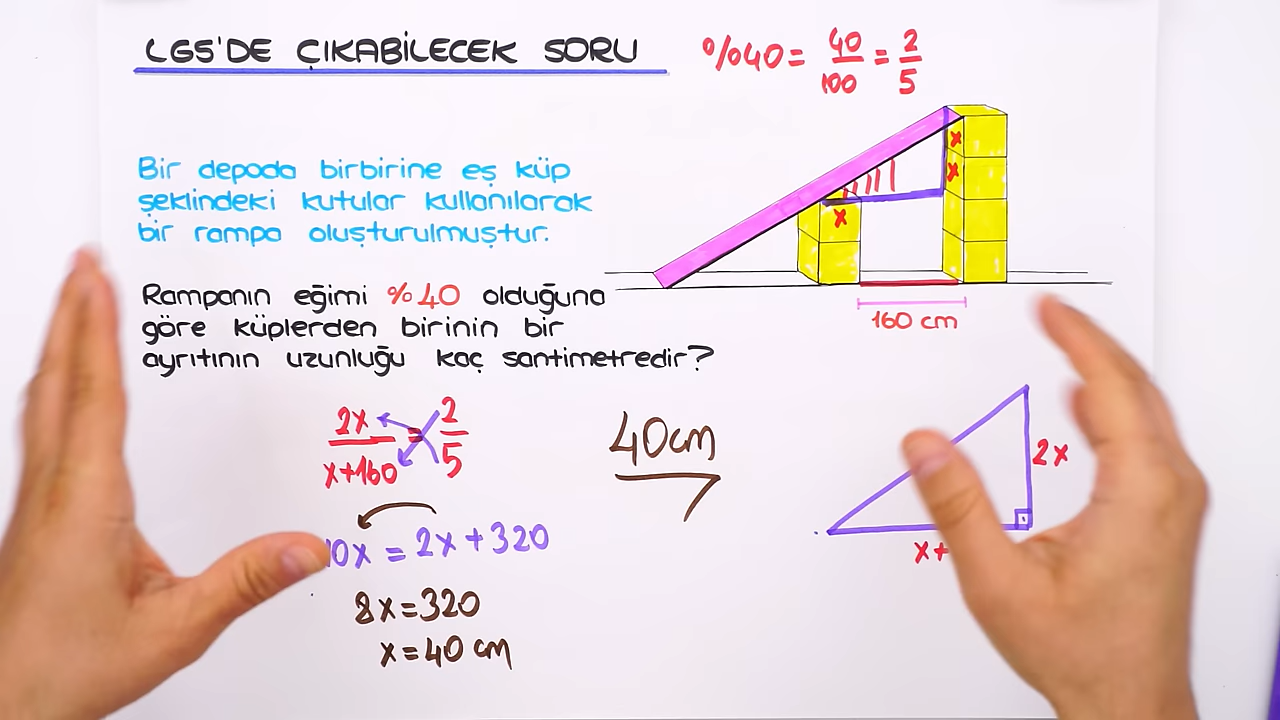 LGS'DE ÇIKABİLECEK SORU
%40 = 40/100 = 2/5
Bir depoda birbirine eş küp
şeklindeki kutular kullanılarak
bir rampa oluşturulmuştur.
x
x
x
160 cm
Rampanın eğimi %40 olduğuna
göre küplerden birinin bir
ayrıtının uzunluğu kaç santimetredir?
2x/x+160 = 2/5
10x = 2x+320
8x=320
x=40 cm
40cm
2x
x+